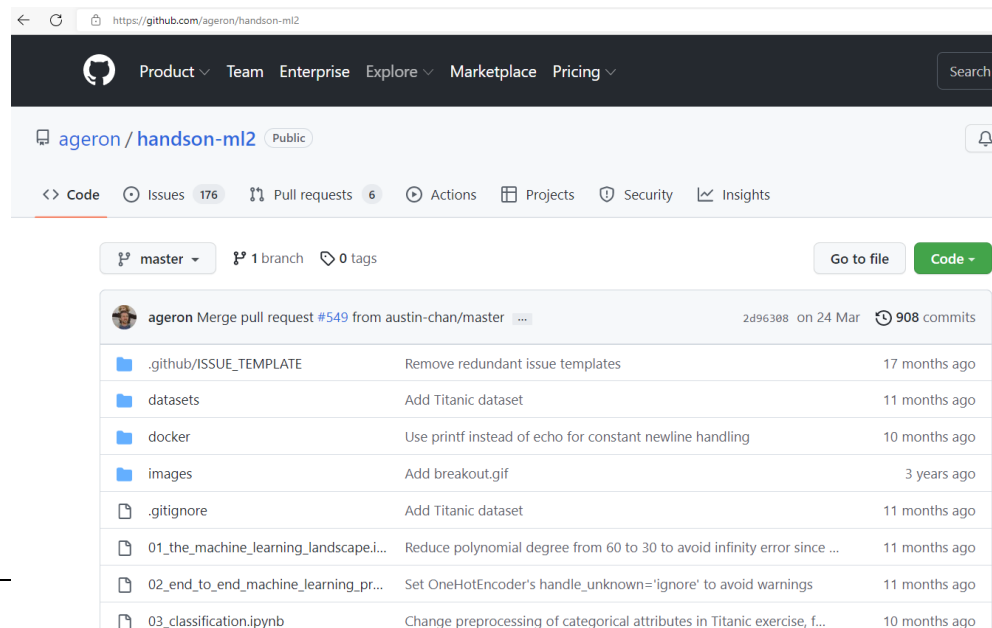 https://github.com/ageron/handson-ml2
Product Team Enterprise Explore Marketplace Pricing Search
ageron / handson-ml2 Public
Code Issues 176 Pull requests 6 Actions Projects Security Insights
master 1 branch 0 tags Go to file Code
ageron Merge pull request #549 from austin-chan/master ... 2d96308 on 24 Mar 908 commits
.github/ISSUE_TEMPLATE Remove redundant issue templates 17 months ago
datasets Add Titanic dataset 11 months ago
docker Use printf instead of echo for constant newline handling 10 months ago
images Add breakout.gif 3 years ago
.gitignore Add Titanic dataset 11 months ago
01_the_machine_learning_landscape.i... Reduce polynomial degree from 60 to 30 to avoid infinity error since ... 11 months ago
02_end_to_end_machine_learning_pr... Set OneHotEncoder's handle_unknown='ignore' to avoid warnings 11 months ago
03_classification.ipynb Change preprocessing of categorical attributes in Titanic exercise, f... 10 months ago